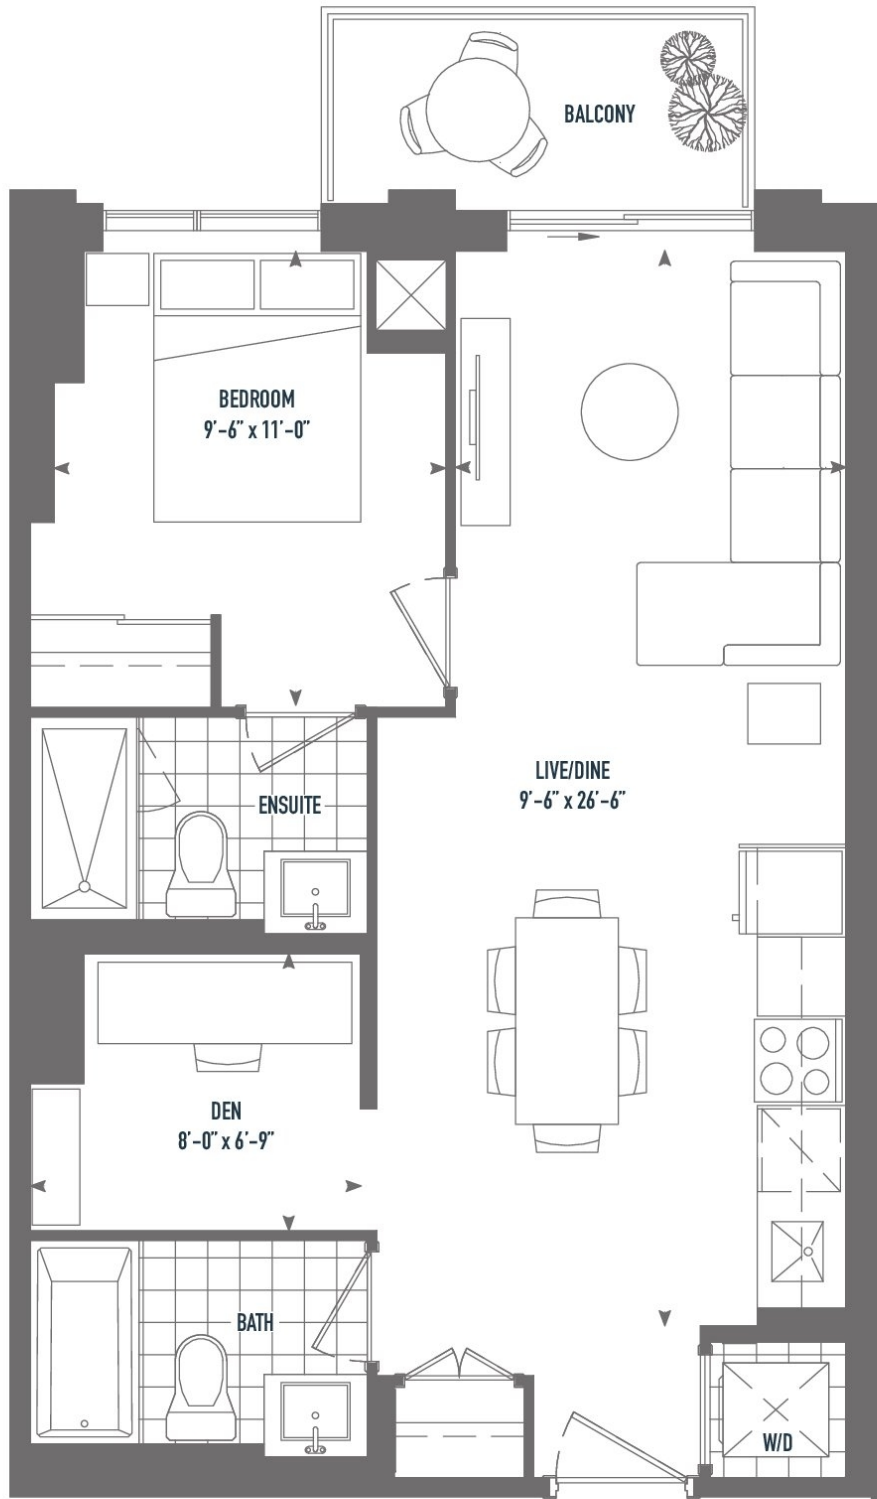 BALCONY
BEDROOM
9’-6” x 11’-0”
LIVE/DINE
9’-6” x 26’-6”
ENSUITE
DEN
8’-0” x 6’-9”
BATH
W/D